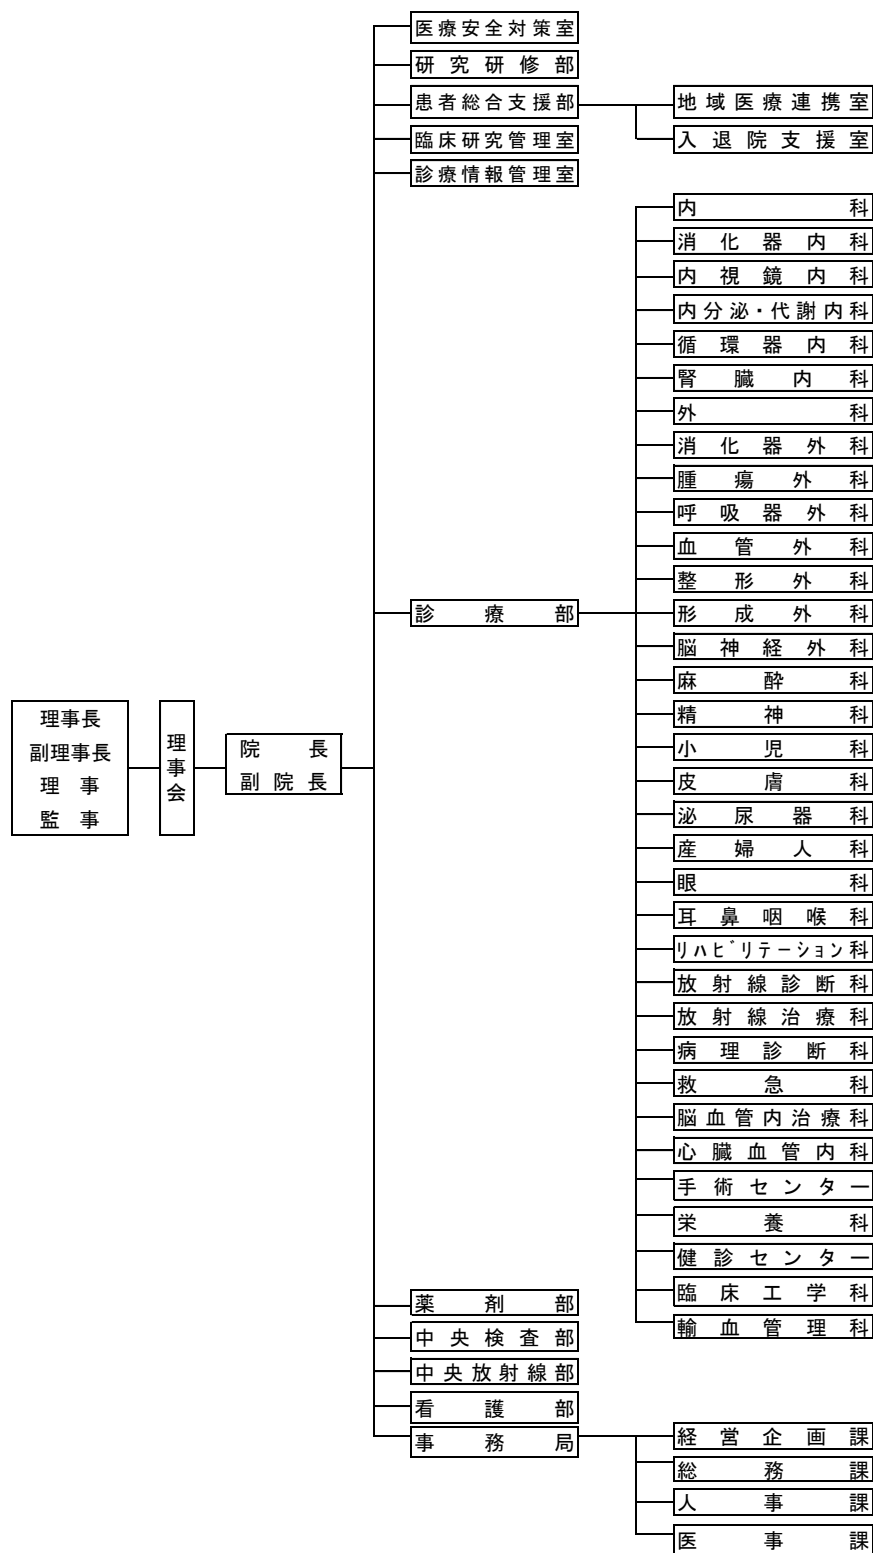 医療安全対策室
研究研修部
患者総合支援部
地域医療連携室
入退院支援室
臨床研究管理室
診療情報管理室
内科
消化器内科
内視鏡内科
内分泌・代謝内科
循環器内科
腎臓内科
外科
消化器外科
腫瘍外科
呼吸器外科
血管外科
整形外科
診療部
形成外科
脳神経外科
麻酔科
精神科
小児科
皮膚科
泌尿器科
産婦人科
眼科
耳鼻咽喉科
ﾘﾊﾋﾞﾘﾃｰｼｮﾝ科
放射線診断科
放射線治療科
病理診断科
救急科
脳血管内治療科
心臓血管内科
手術センター
栄養科
健診センター
臨床工学科
輸血管理科
理事長
副理事長
理事
監事
理事会
院長
副院長
薬剤部
中央検査部
中央放射線部
看護部
事務局
経営企画課
総務課
人事課
医事課